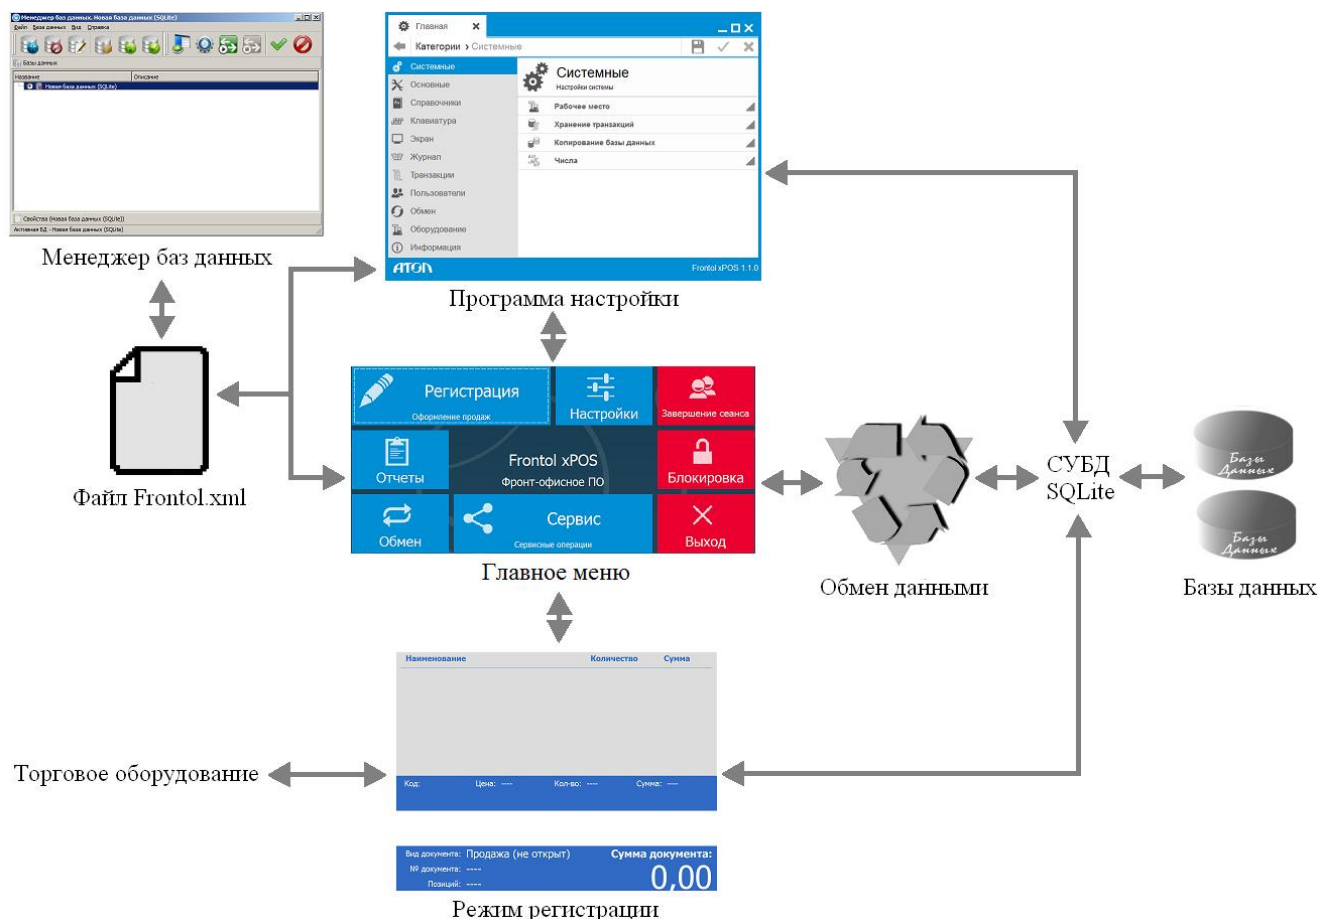 Менеджер баз данных. Новая база данных (SQLite)
Файл База данных Вид Справка
Базы данных
Название Описание
Новая база данных (SQLite)
Свойства (Новая база данных (SQLite))
Активная БД - Новая база данных (SQLite)
Менеджер баз данных
Главная
Категории › Системные
Системные
Основные
Справочники
Клавиатура
Экран
Журнал
Транзакции
Пользователи
Обмен
Оборудование
Информация
Системные
Настройки системы
Рабочее место
Хранение транзакций
Копирование базы данных
Числа
АТОЛ Frontol xPOS 1.1.0
Программа настройки
Файл Frontol.xml
Регистрация
Оформление продаж
Настройки
Завершение сеанса
Отчеты
Frontol xPOS
Фронт-офисное ПО
Блокировка
Обмен
Сервис
Сервисные операции
Выход
Главное меню
Обмен данными
СУБД
SQLite
Базы
Данных
Базы
Данных
Базы данных
Торговое оборудование
Наименование Количество Сумма
Код: Цена: ---- Кол-во: ---- Сумма: ----
Вид документа: Продажа (не открыт) Сумма документа:
№ документа: ----
Позиций: ----
0,00
Режим регистрации